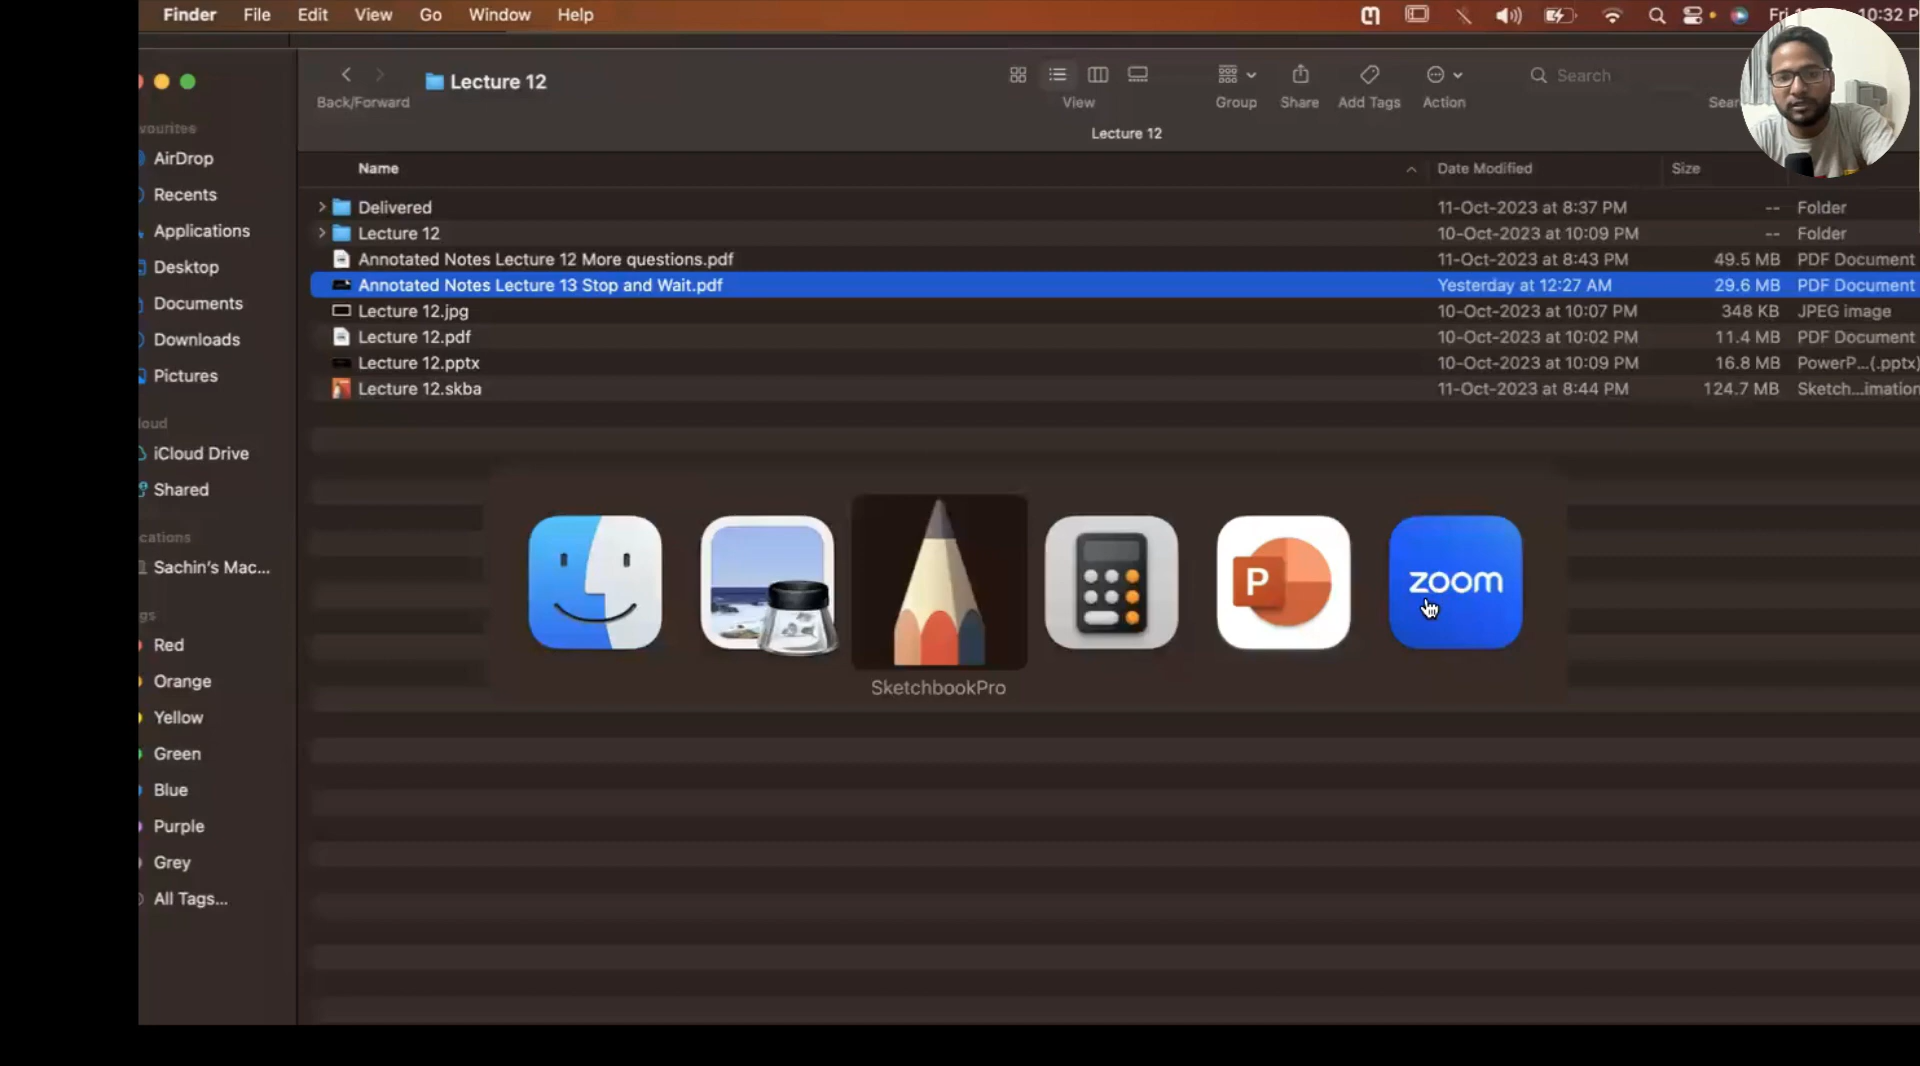 Finder File Edit View Go Window Help
10:32 P
Lecture 12
Back/Forward
View
Group
Share
Add Tags
Action
Search
Lecture 12
Name
Date Modified
Size
vourites
AirDrop
Recents
Applications
Desktop
Documents
Downloads
Pictures
loud
iCloud Drive
Shared
cations
Sachin's Mac...
gs
Red
Orange
Yellow
Green
Blue
Purple
Grey
All Tags...
Delivered 11-Oct-2023 at 8:37 PM -- Folder
Lecture 12 10-Oct-2023 at 10:09 PM -- Folder
Annotated Notes Lecture 12 More questions.pdf 11-Oct-2023 at 8:43 PM 49.5 MB PDF Document
Annotated Notes Lecture 13 Stop and Wait.pdf Yesterday at 12:27 AM 29.6 MB PDF Document
Lecture 12.jpg 10-Oct-2023 at 10:07 PM 348 KB JPEG image
Lecture 12.pdf 10-Oct-2023 at 10:02 PM 11.4 MB PDF Document
Lecture 12.pptx 10-Oct-2023 at 10:09 PM 16.8 MB PowerP...(.pptx)
Lecture 12.skba 11-Oct-2023 at 8:44 PM 124.7 MB Sketch...imation
P
zoom
SketchbookPro